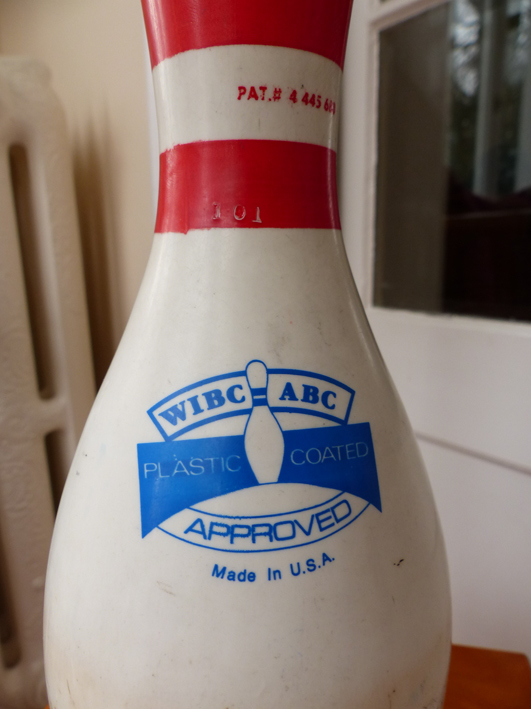 PAT.# 4 445 6
101
WIBC ABC
PLASTIC COATED
APPROVED
Made In U.S.A.